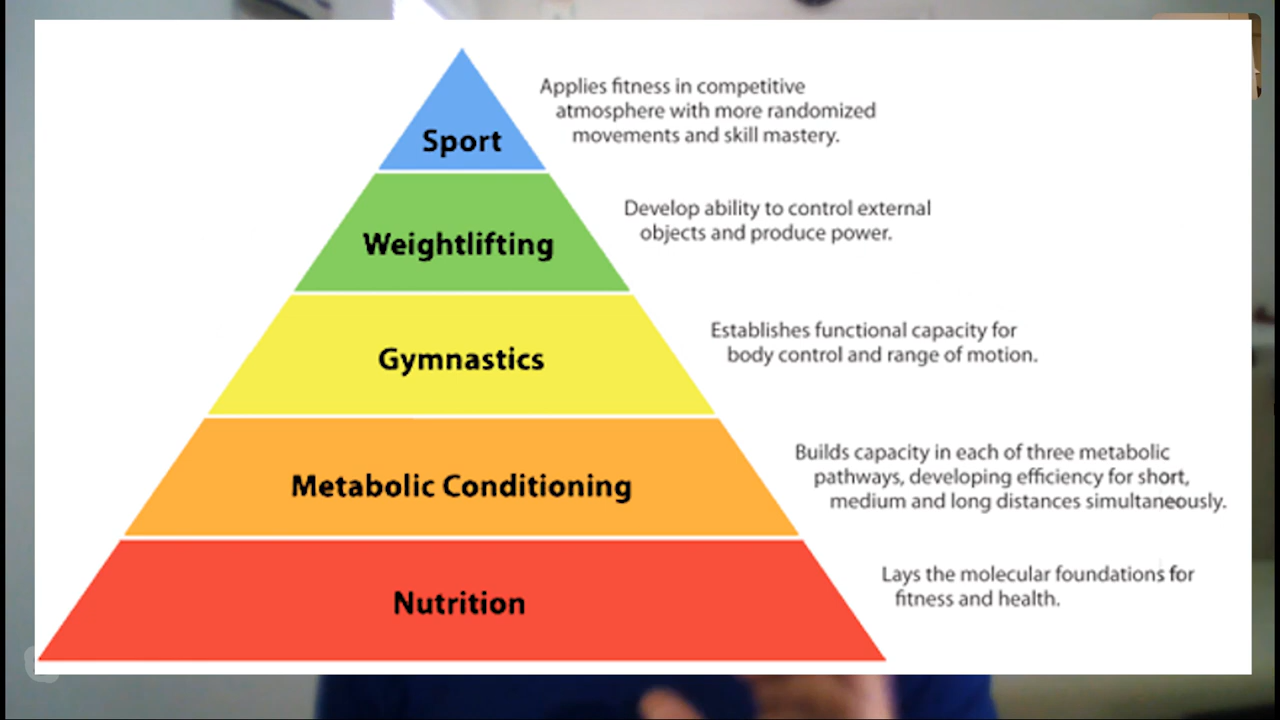 Sport
Applies fitness in competitive
atmosphere with more randomized
movements and skill mastery.
Weightlifting
Develop ability to control external
objects and produce power.
Gymnastics
Establishes functional capacity for
body control and range of motion.
Metabolic Conditioning
Builds capacity in each of three metabolic
pathways, developing efficiency for short,
medium and long distances simultaneously.
Nutrition
Lays the molecular foundations for
fitness and health.